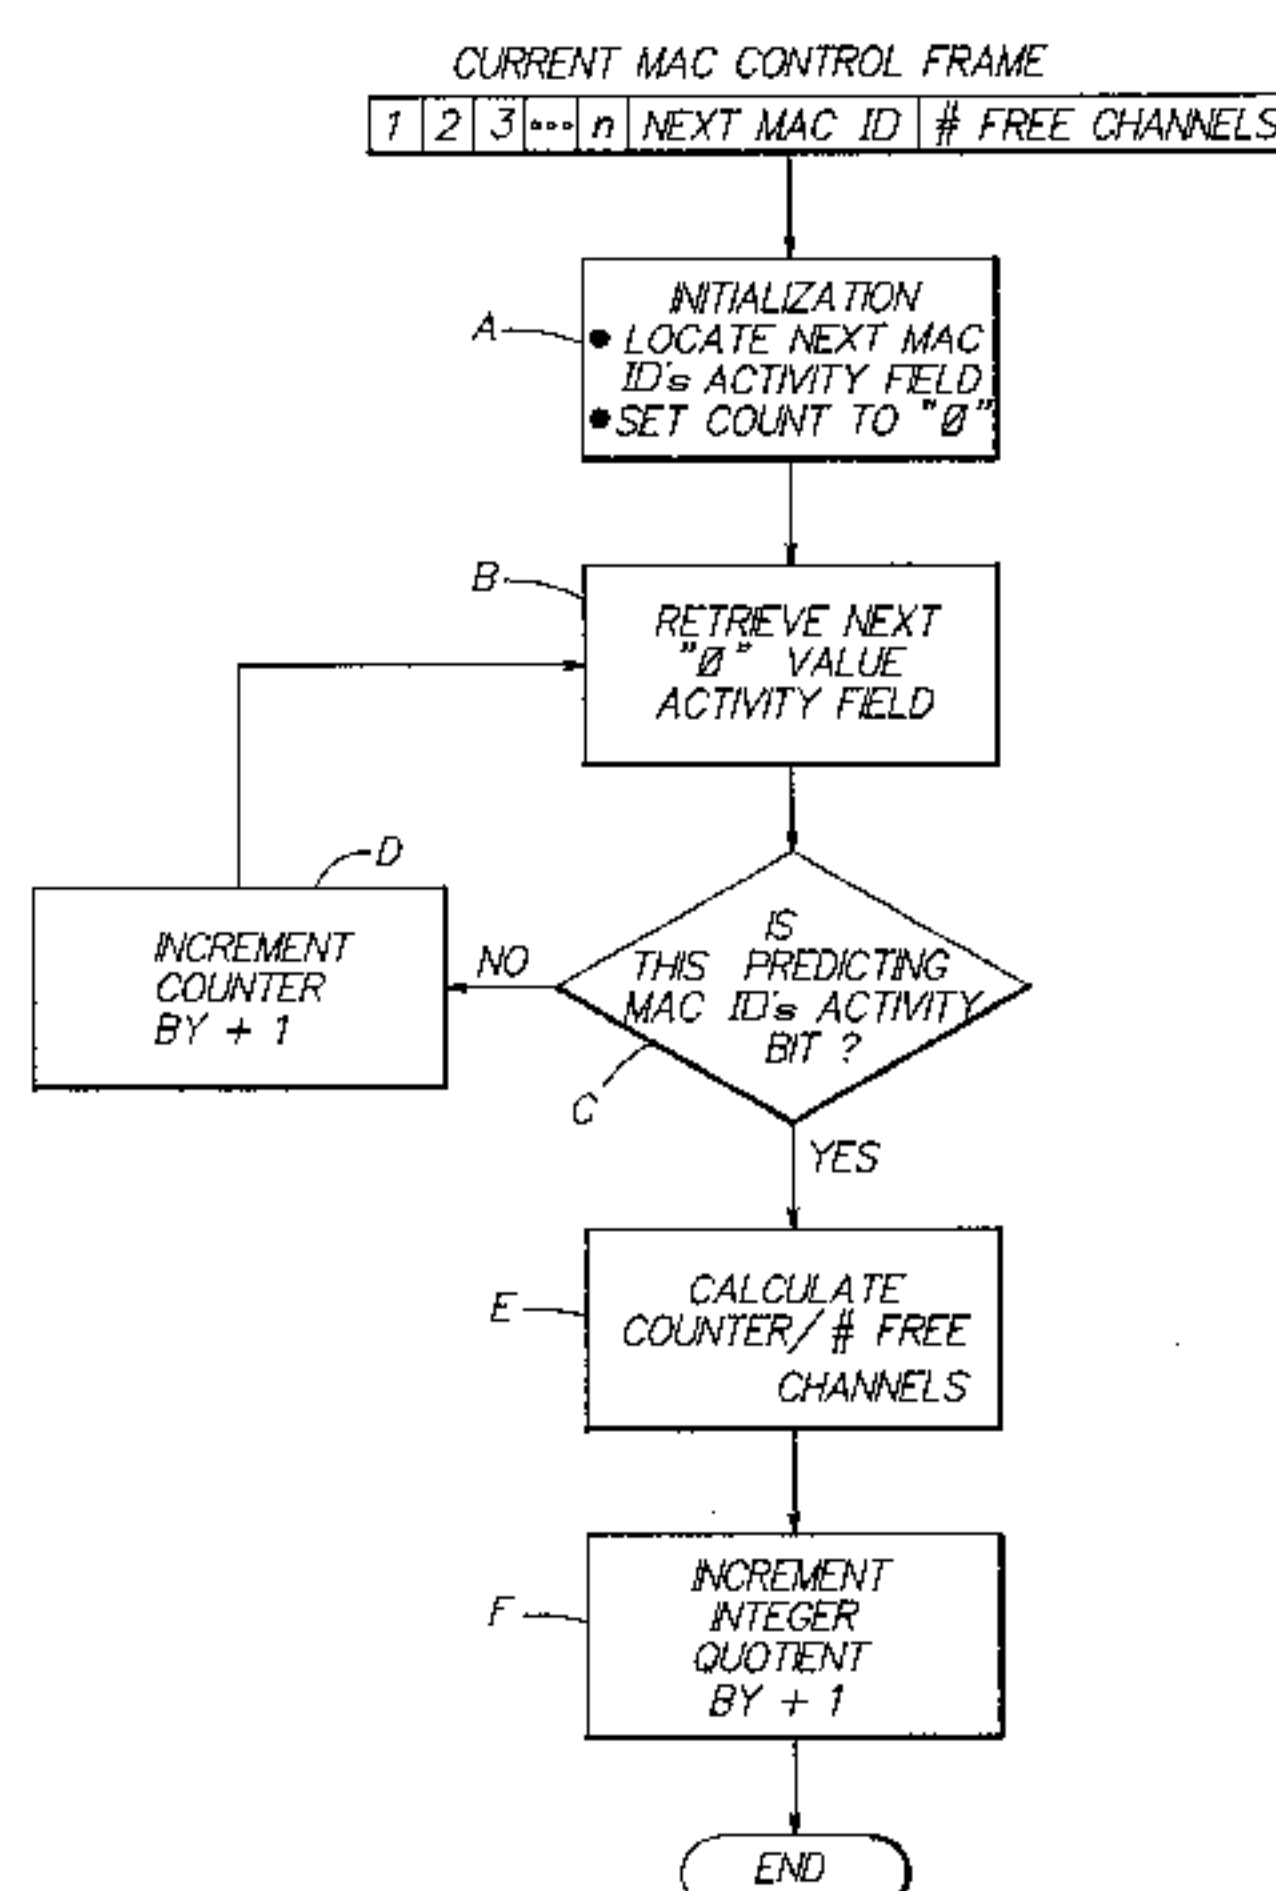 CURRENT MAC CONTROL FRAME
1 2 3 ••• n NEXT MAC ID # FREE CHANNELS
INITIALIZATION
A
● LOCATE NEXT MAC
ID's ACTIVITY FIELD
● SET COUNT TO "Ø"
B
RETRIEVE NEXT
"Ø" VALUE
ACTIVITY FIELD
D
INCREMENT
COUNTER
BY + 1
NO
IS
THIS PREDICTING
MAC ID's ACTIVITY
BIT ?
C
YES
E
CALCULATE
COUNTER/# FREE
CHANNELS
F
INCREMENT
INTEGER
QUOTIENT
BY + 1
END